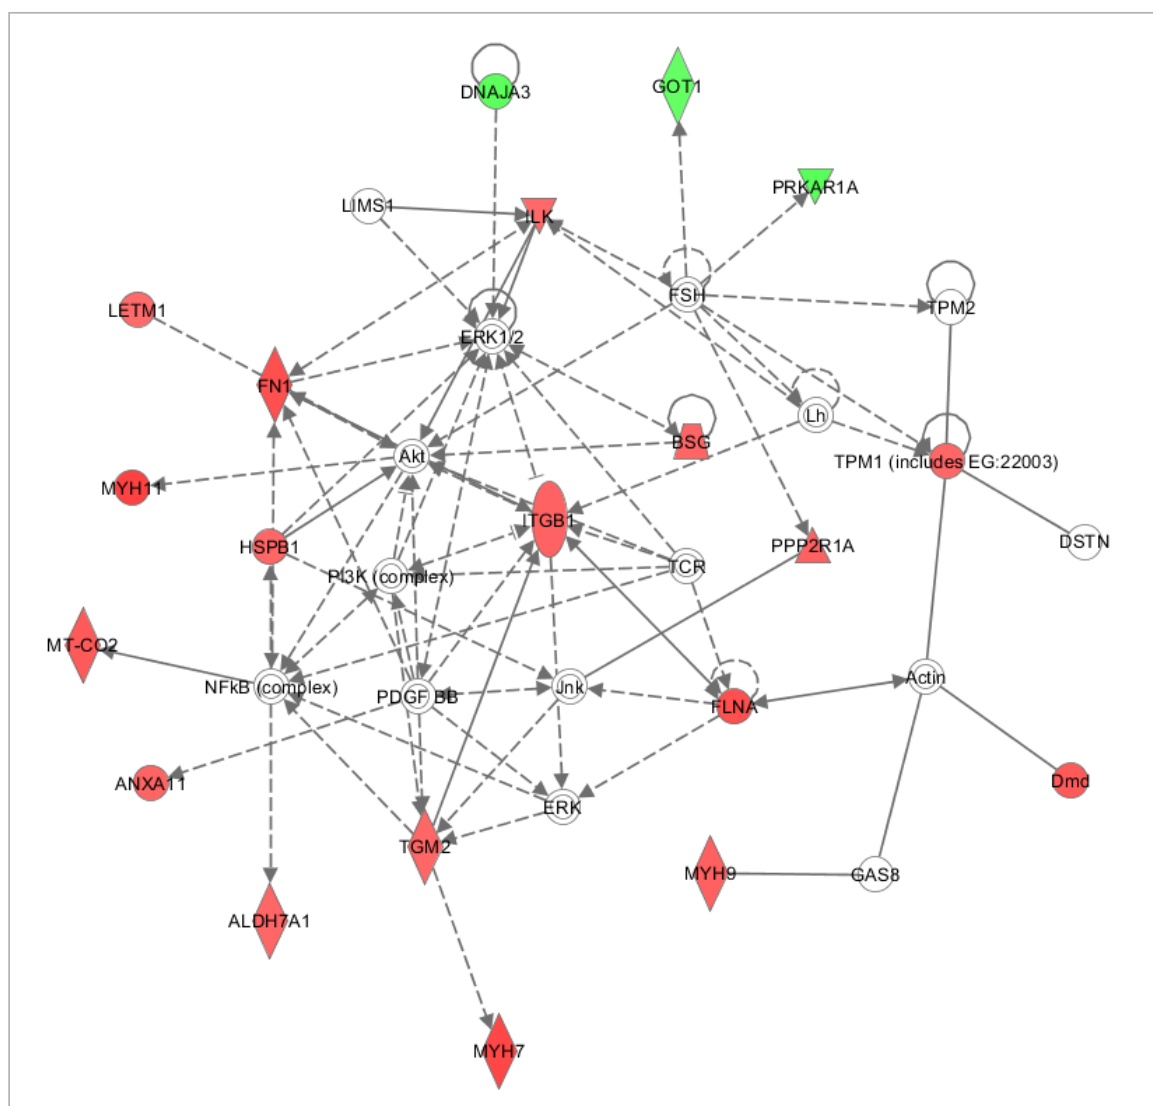 DNAJA3
GOT1
PRKAR1A
LIMS1
ILK
FSH
TPM2
LETM1
ERK1/2
FN1
Lh
BSG
Akt
TPM1 (includes EG:22003)
MYH11
ITGB1
HSPB1
PPP2R1A
DSTN
TCR
PI3K (complex)
MT-CO2
NFkB (complex)
PDGF BB
Jnk
Actin
FLNA
ANXA11
Dmd
ERK
TGM2
MYH9
GAS8
ALDH7A1
MYH7